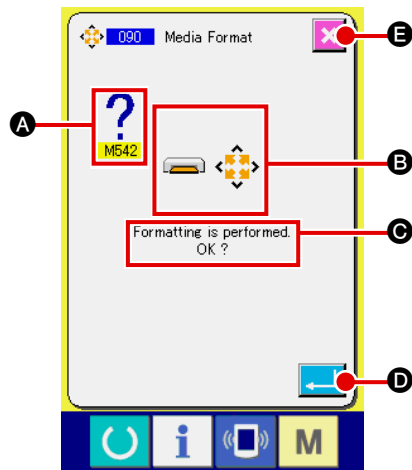 090 Media Format
E
A
?
M542
B
Formatting is performed.
OK ?
C
D
i
M